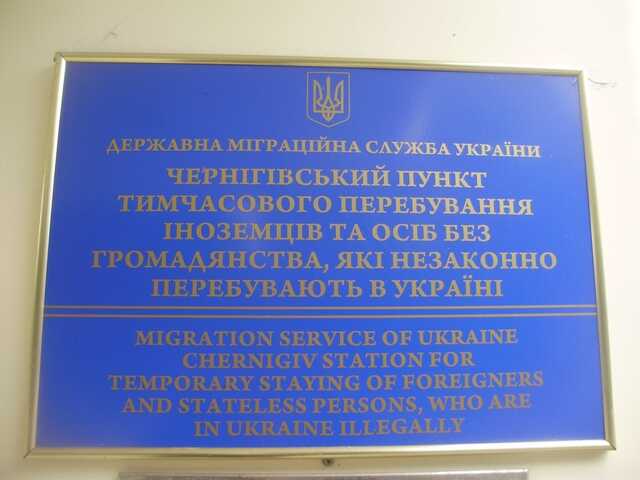 ДЕРЖАВНА МІГРАЦІЙНА СЛУЖБА УКРАЇНИ
ЧЕРНІГІВСЬКИЙ ПУНКТ
ТИМЧАСОВОГО ПЕРЕБУВАННЯ
ІНОЗЕМЦІВ ТА ОСІБ БЕЗ
ГРОМАДЯНСТВА, ЯКІ НЕЗАКОННО
ПЕРЕБУВАЮТЬ В УКРАЇНІ
MIGRATION SERVICE OF UKRAINE
CHERNIGIV STATION FOR
TEMPORARY STAYING OF FOREIGNERS
AND STATELESS PERSONS, WHO ARE
IN UKRAINE ILLEGALLY